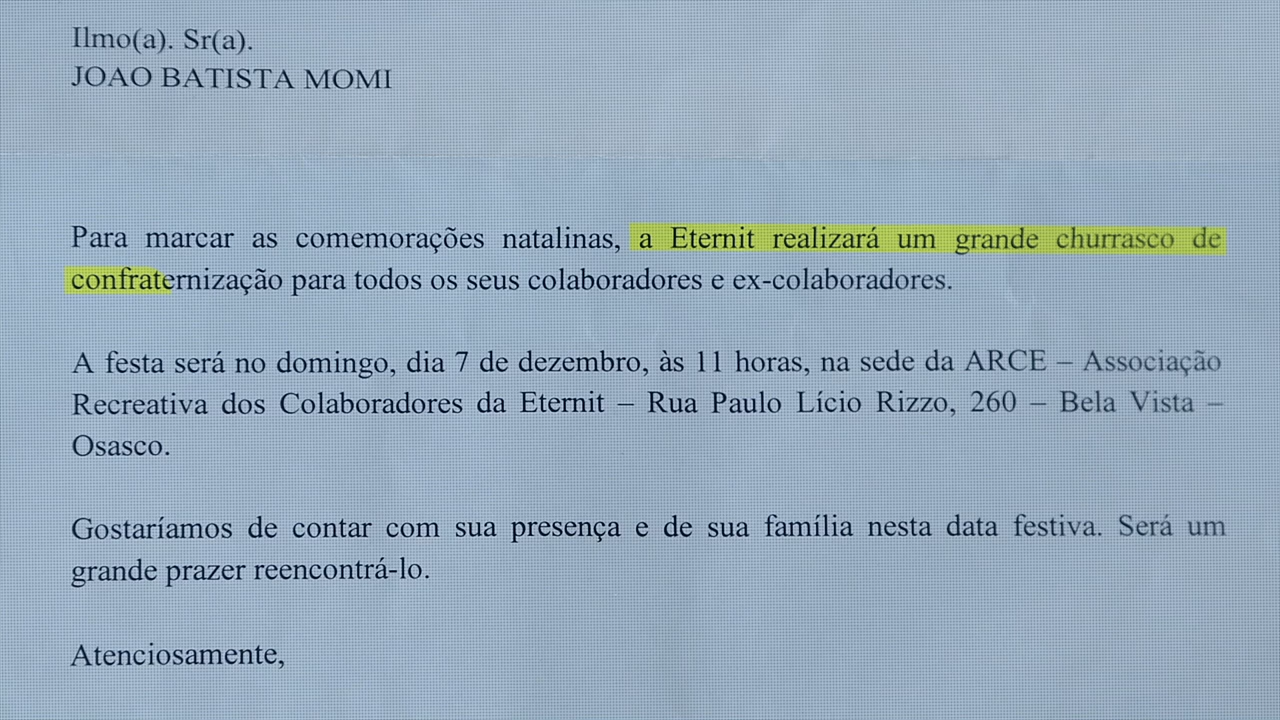 Ilmo(a). Sr(a).
JOAO BATISTA MOMI
Para marcar as comemorações natalinas, a Eternit realizará um grande churrasco de
confraternização para todos os seus colaboradores e ex-colaboradores.
A festa será no domingo, dia 7 de dezembro, às 11 horas, na sede da ARCE – Associação
Recreativa dos Colaboradores da Eternit – Rua Paulo Lício Rizzo, 260 – Bela Vista –
Osasco.
Gostaríamos de contar com sua presença e de sua família nesta data festiva. Será um
grande prazer reencontrá-lo.
Atenciosamente,